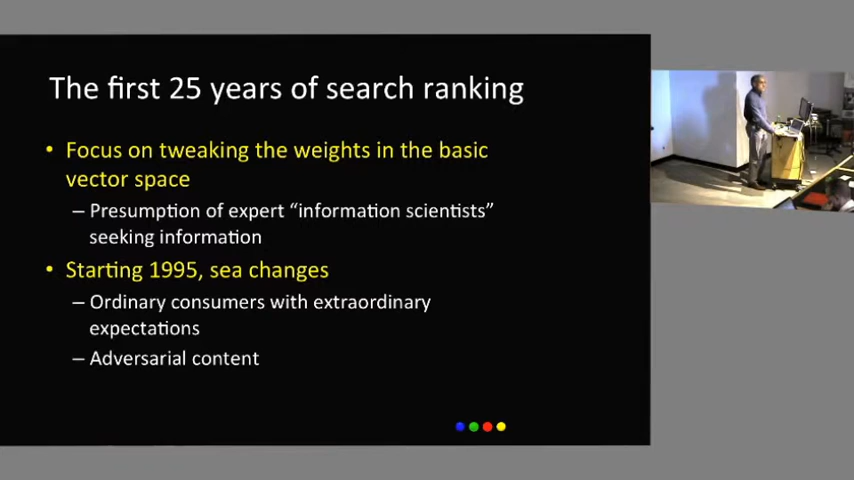 The first 25 years of search ranking
• Focus on tweaking the weights in the basic
vector space
– Presumption of expert “information scientists”
seeking information
• Starting 1995, sea changes
– Ordinary consumers with extraordinary
expectations
– Adversarial content